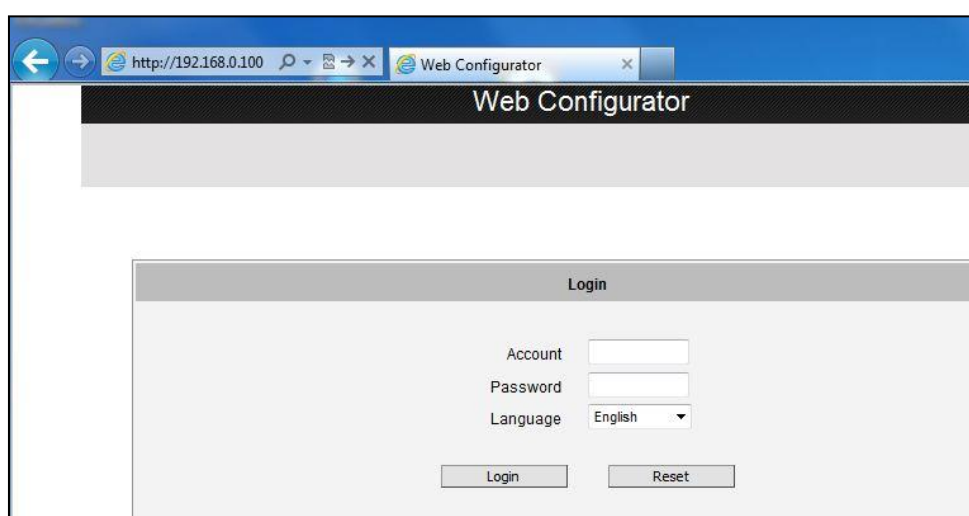 http://192.168.0.100 Web Configurator
Web Configurator
Login
Account
Password
Language English
Login Reset